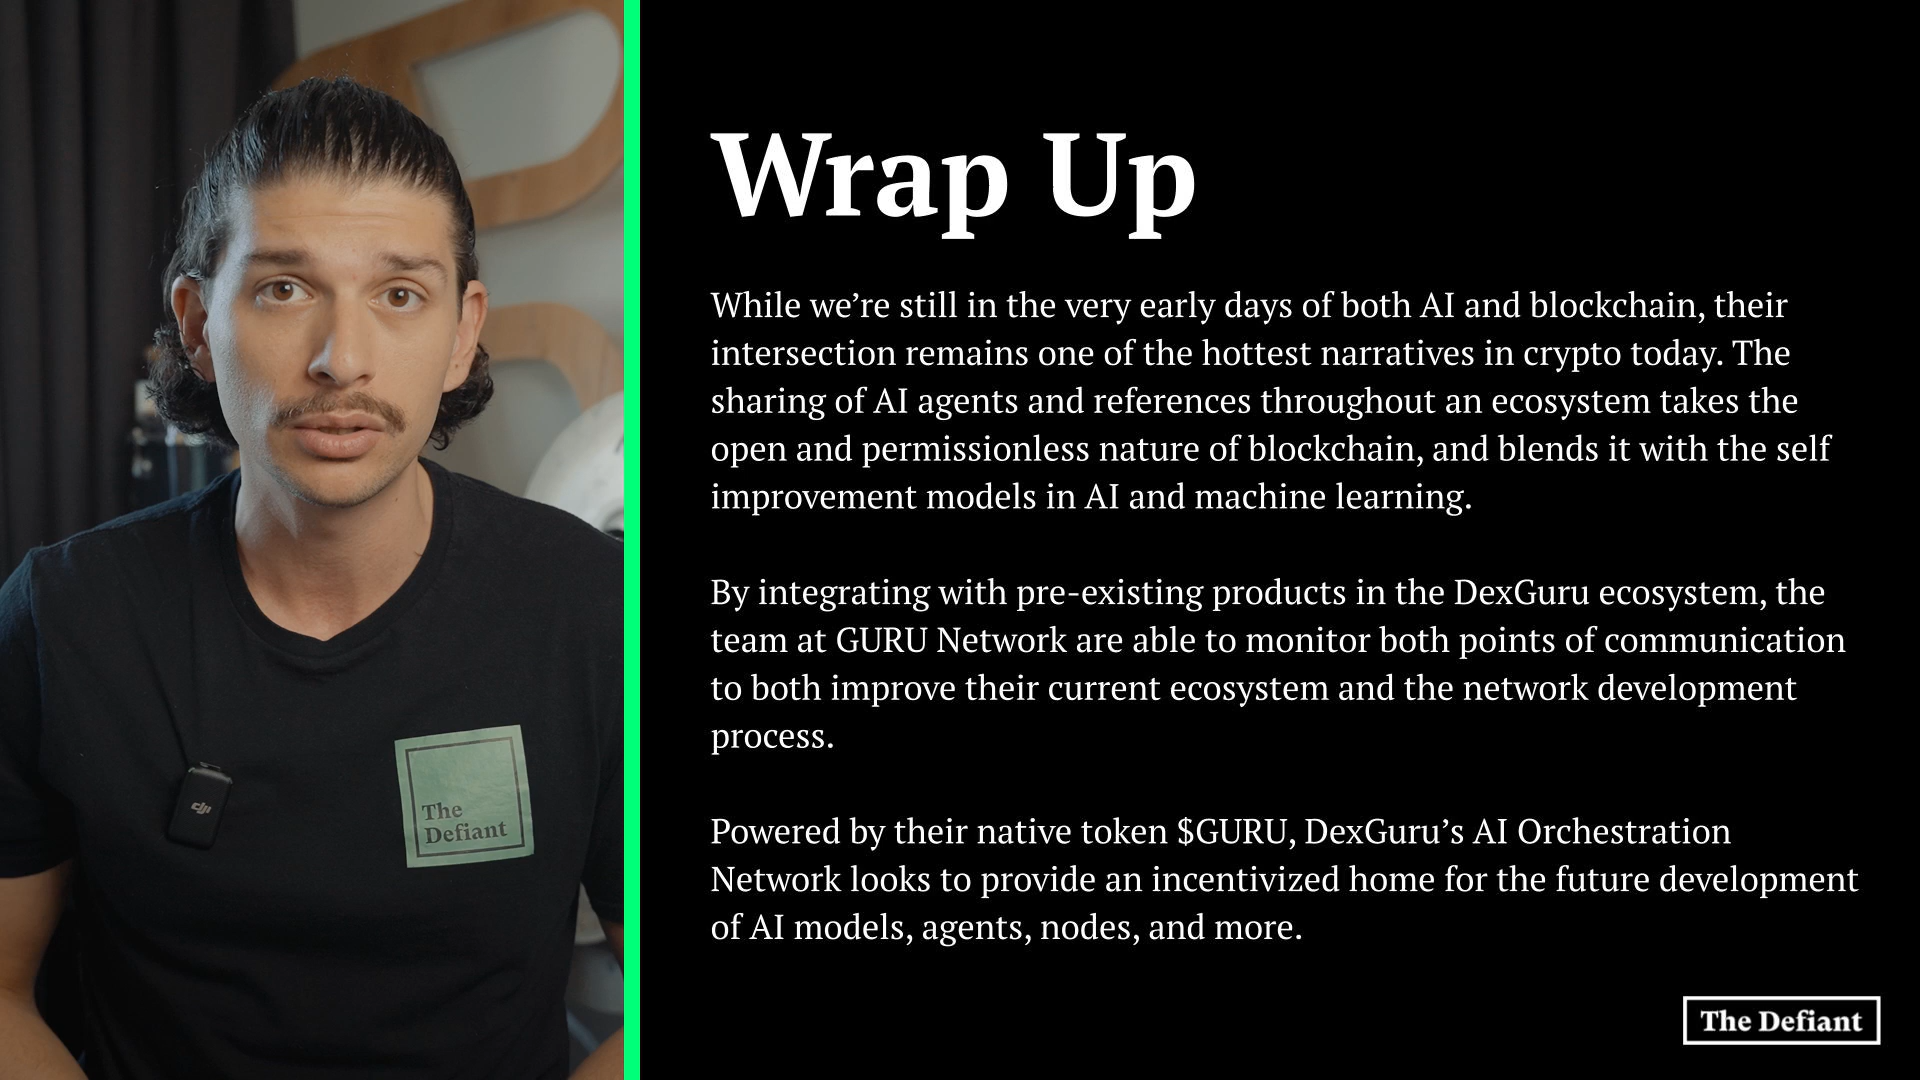 Wrap Up
While we’re still in the very early days of both AI and blockchain, their
intersection remains one of the hottest narratives in crypto today. The
sharing of AI agents and references throughout an ecosystem takes the
open and permissionless nature of blockchain, and blends it with the self
improvement models in AI and machine learning.
By integrating with pre-existing products in the DexGuru ecosystem, the
team at GURU Network are able to monitor both points of communication
to both improve their current ecosystem and the network development
process.
Powered by their native token $GURU, DexGuru’s AI Orchestration
Network looks to provide an incentivized home for the future development
of AI models, agents, nodes, and more.
The Defiant
The
Defiant
dji